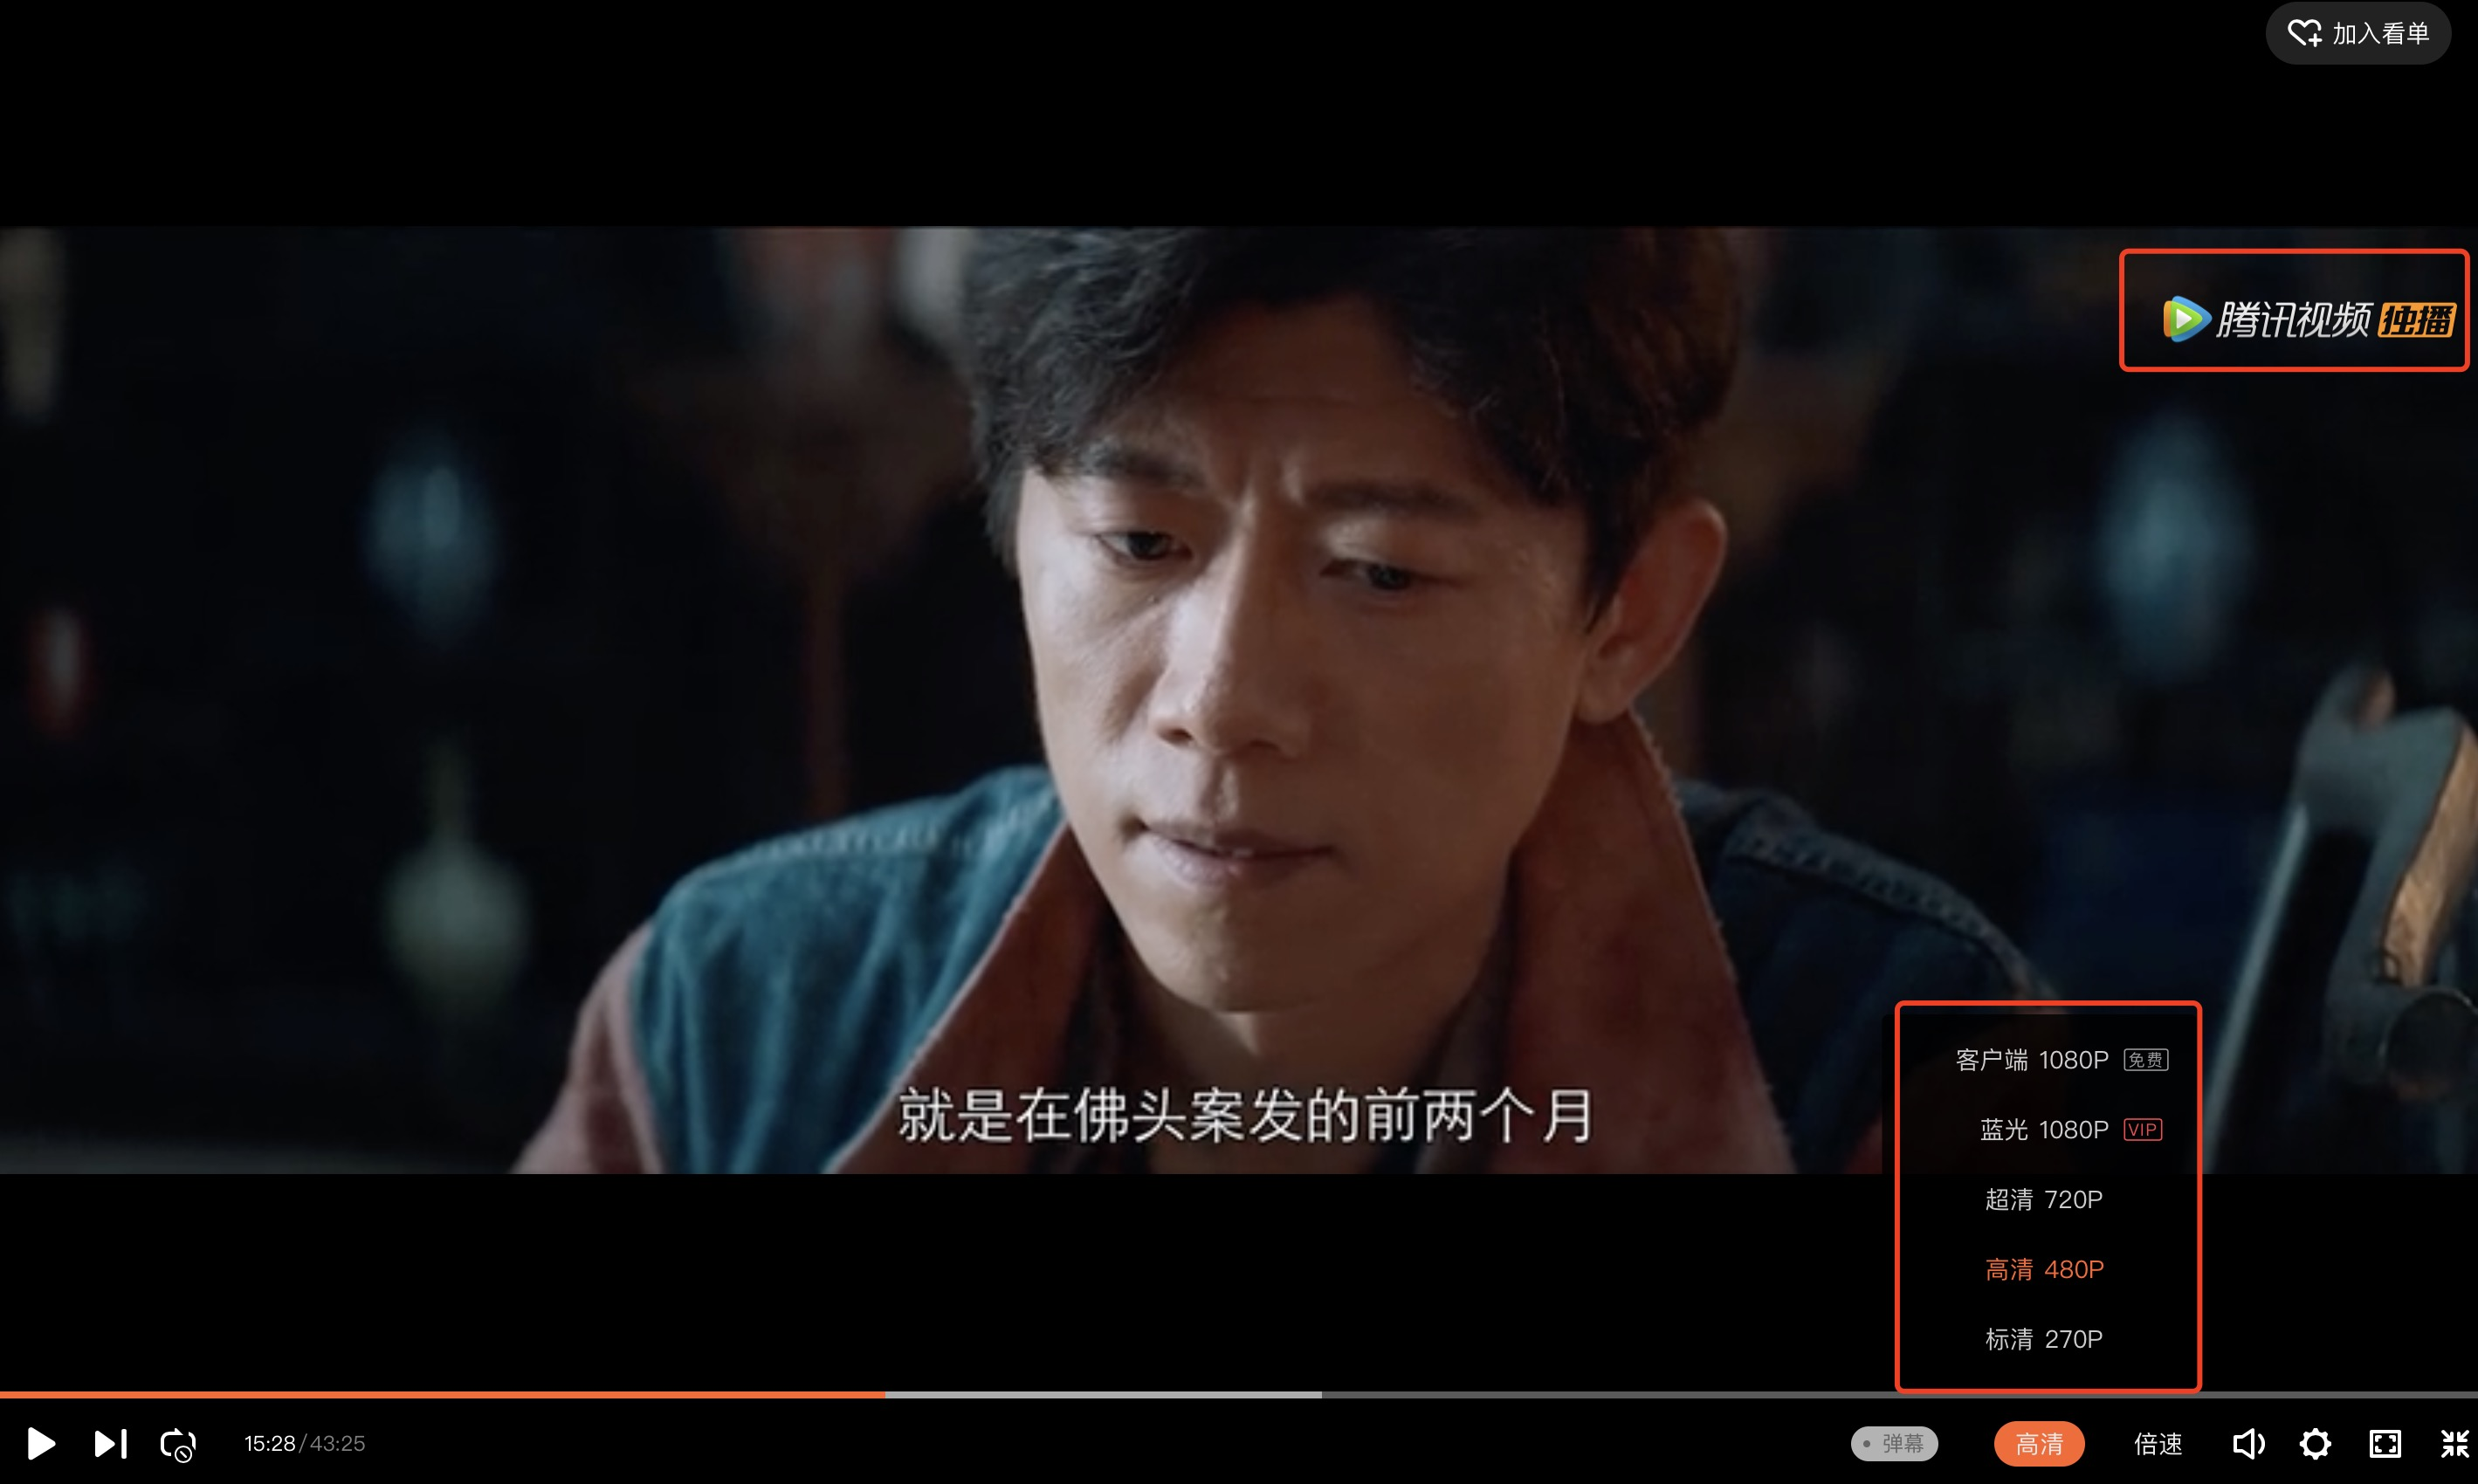 加入看单
腾讯视频 独播
就是在佛头案发的前两个月
客户端 1080P 免费
蓝光 1080P VIP
超清 720P
高清 480P
标清 270P
15:28/43:25
弹幕
高清
倍速